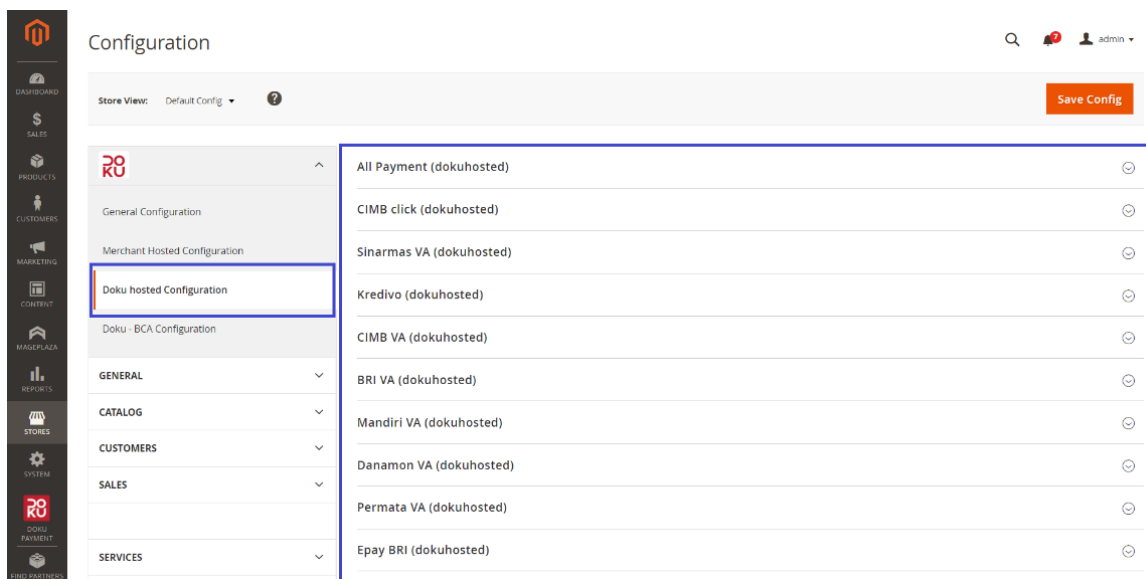 Configuration
7
admin
Store View: Default Config
?
Save Config
DASHBOARD
$
SALES
PRODUCTS
CUSTOMERS
MARKETING
CONTENT
MAGEPLAZA
REPORTS
STORES
SYSTEM
DOKU
DOKU
PAYMENT
FIND PARTNERS
DOKU
General Configuration
Merchant Hosted Configuration
Doku hosted Configuration
Doku - BCA Configuration
GENERAL
CATALOG
CUSTOMERS
SALES
SERVICES
All Payment (dokuhosted)
CIMB click (dokuhosted)
Sinarmas VA (dokuhosted)
Kredivo (dokuhosted)
CIMB VA (dokuhosted)
BRI VA (dokuhosted)
Mandiri VA (dokuhosted)
Danamon VA (dokuhosted)
Permata VA (dokuhosted)
Epay BRI (dokuhosted)